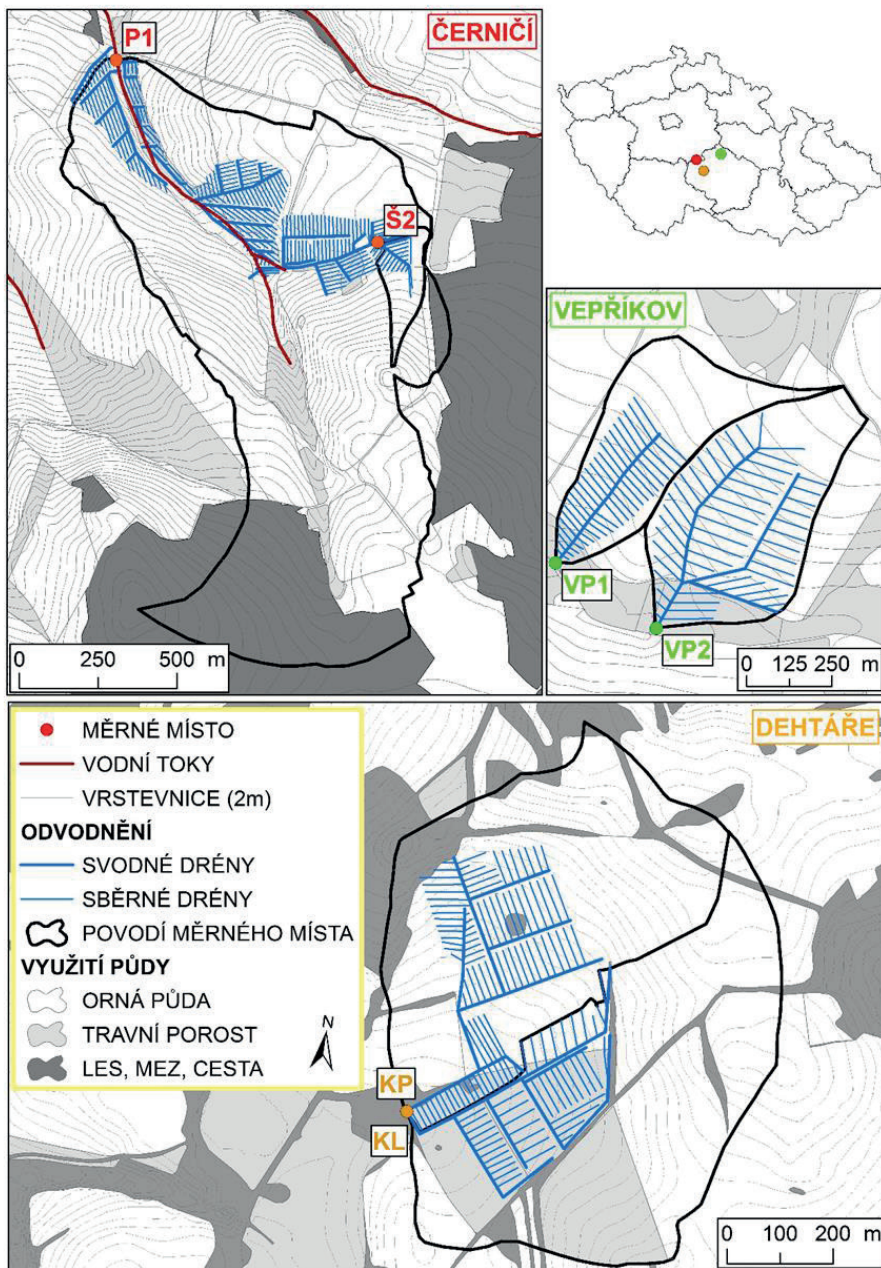 P1
ČERNIČÍ
Š2
0 250 500 m
VEPŘÍKOV
VP1
VP2
0 125 250 m
DEHTÁŘE
MĚRNÉ MÍSTO
VODNÍ TOKY
VRSTEVNICE (2m)
ODVODNĚNÍ
SVODNÉ DRÉNY
SBĚRNÉ DRÉNY
POVODÍ MĚRNÉHO MÍSTA
VYUŽITÍ PŮDY
ORNÁ PŮDA
TRAVNÍ POROST
LES, MEZ, CESTA
N
KP
KL
0 100 200 m